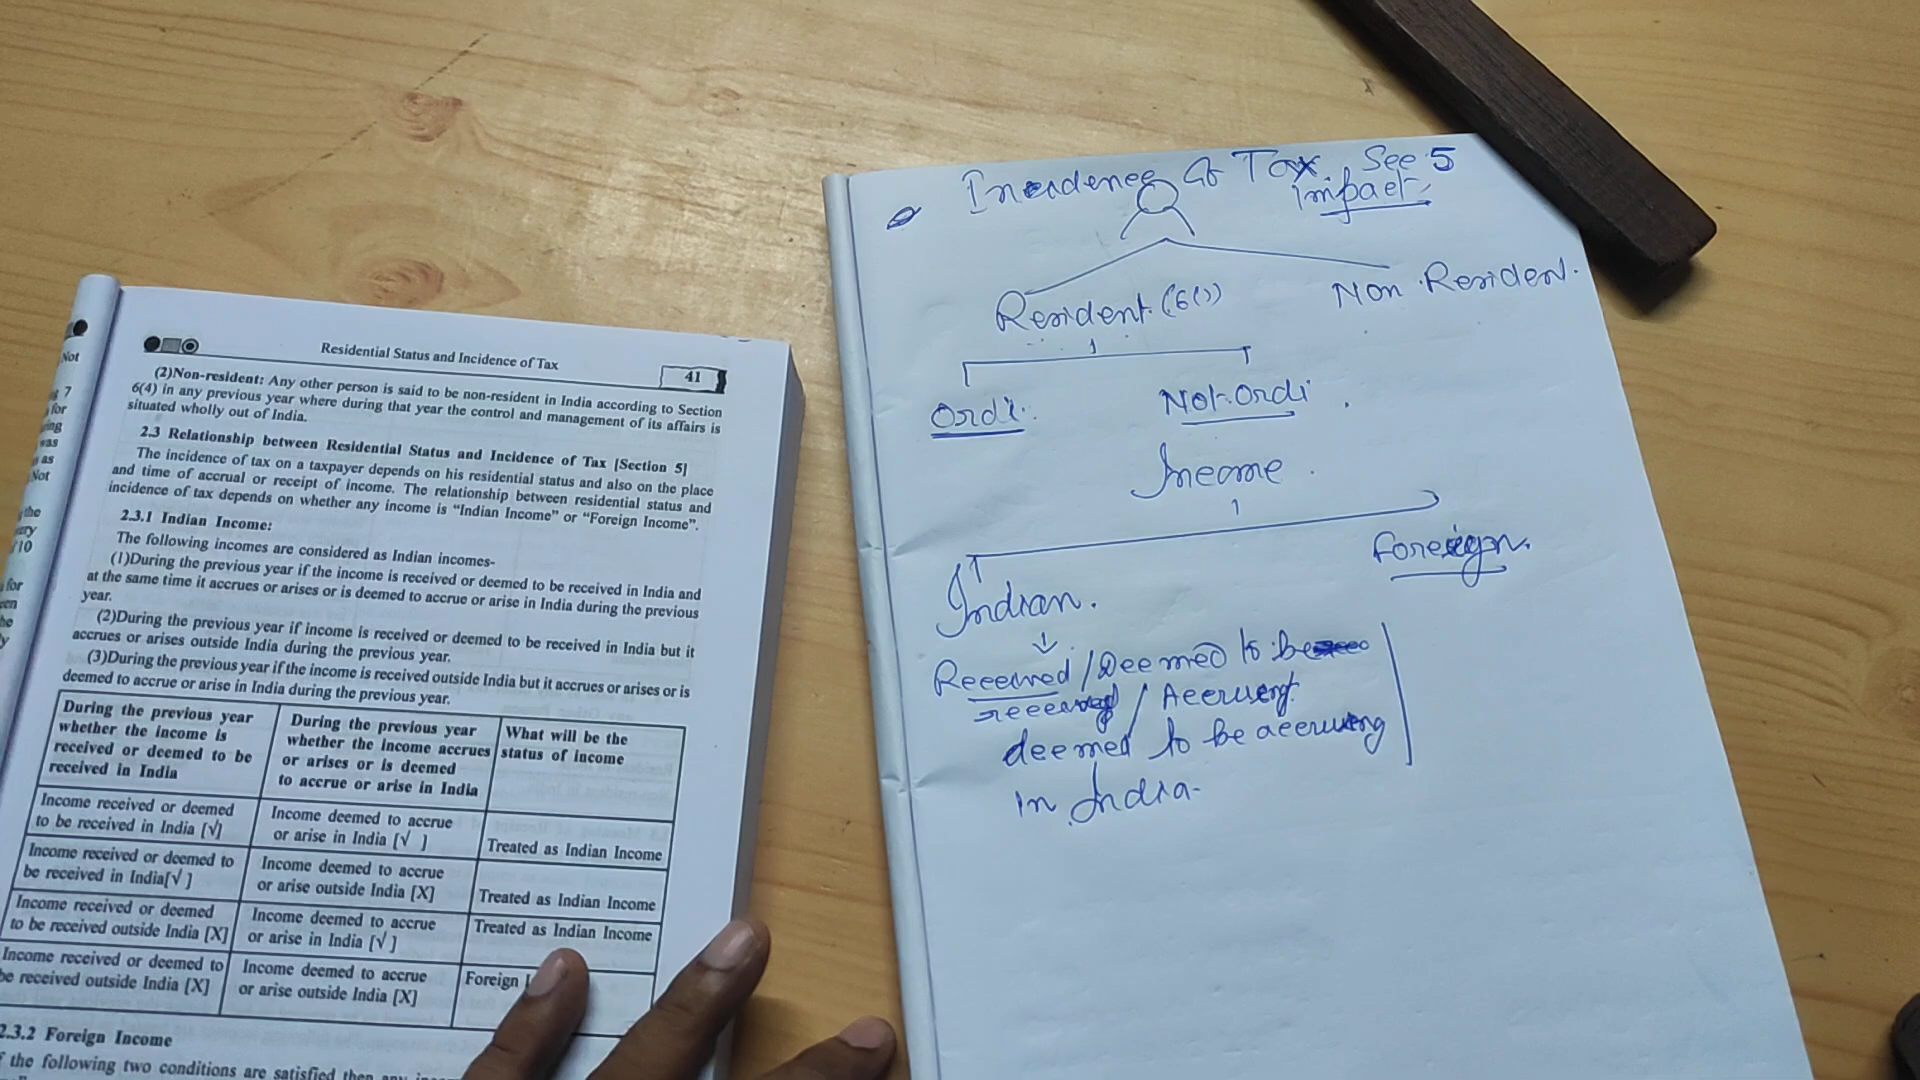 Not
7
for
was
as
Not
the
10
for
Residential Status and Incidence of Tax
41
(2)Non-resident: Any other person is said to be non-resident in India according to Section
6(4) in any previous year where during that year the control and management of its affairs is
situated wholly out of India.
2.3 Relationship between Residential Status and Incidence of Tax [Section 5]
The incidence of tax on a taxpayer depends on his residential status and also on the place
and time of accrual or receipt of income. The relationship between residential status and
incidence of tax depends on whether any income is “Indian Income” or “Foreign Income”.
2.3.1 Indian Income:
The following incomes are considered as Indian incomes-
(1)During the previous year if the income is received or deemed to be received in India and
at the same time it accrues or arises or is deemed to accrue or arise in India during the previous
year.
(2)During the previous year if income is received or deemed to be received in India but it
accrues or arises outside India during the previous year.
(3)During the previous year if the income is received outside India but it accrues or arises or is
deemed to accrue or arise in India during the previous year.
During the previous year
whether the income is
received or deemed to be
received in India
During the previous year
whether the income accrues
or arises or is deemed
to accrue or arise in India
What will be the
status of income
Income received or deemed
to be received in India [√]
Income deemed to accrue
or arise in India [√ ]
Treated as Indian Income
Income received or deemed to
be received in India[√ ]
Income deemed to accrue
or arise outside India [X]
Treated as Indian Income
Income received or deemed
to be received outside India [X]
Income deemed to accrue
or arise in India [√ ]
Treated as Indian Income
Income received or deemed to
be received outside India [X]
Income deemed to accrue
or arise outside India [X]
Foreign
2.3.2 Foreign Income
the following two conditions are satisfied then any
Incidence of Tax. See 5
impact
Resident (6(1))
Non Resident.
Ordi.
Not-Ordi
Income
Indian.
Foreign.
Received / Deemed to be
received / Accruing
deemed to be accruing
in India.